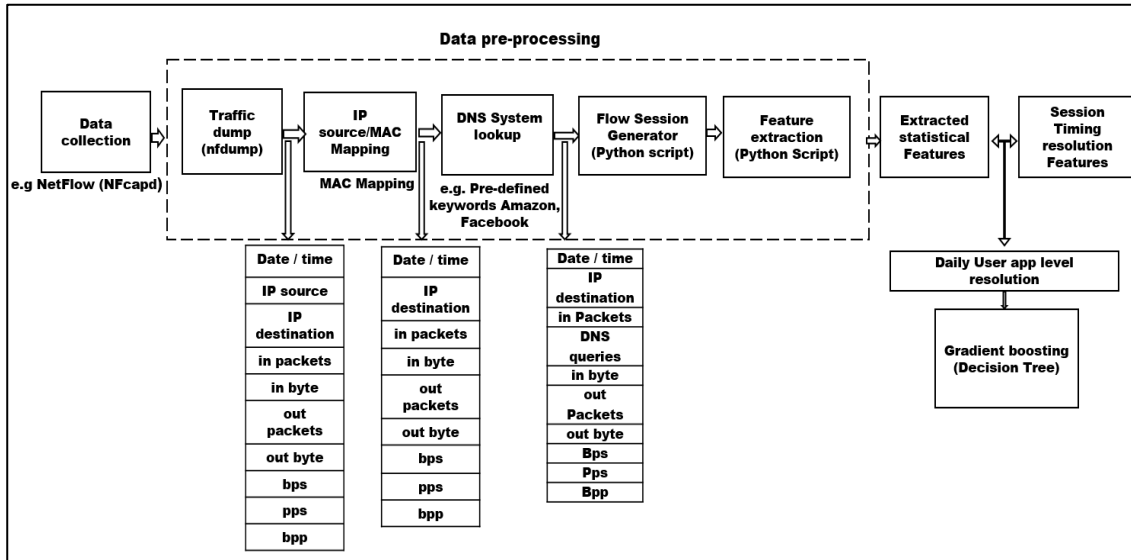 Data pre-processing
Data
collection
e.g NetFlow (NFcapd)
Traffic
dump
(nfdump)
IP
source/MAC
Mapping
MAC Mapping
DNS System
lookup
e.g. Pre-defined
keywords Amazon,
Facebook
Flow Session
Generator
(Python script)
Feature
extraction
(Python Script)
Extracted
statistical
Features
Session
Timing
resolution
Features
Date / time
IP source
IP
destination
in packets
in byte
out
packets
out byte
bps
pps
bpp
Date / time
IP
destination
in packets
in byte
out
packets
out byte
bps
pps
bpp
Date / time
IP
destination
in Packets
DNS
queries
in byte
out
Packets
out byte
Bps
Pps
Bpp
Daily User app level
resolution
Gradient boosting
(Decision Tree)